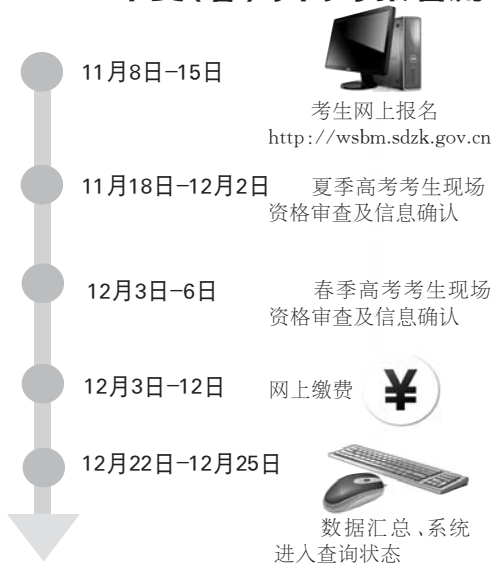 11月8日-15日
考生网上报名
http://wsbm.sdzk.gov.cn
11月18日-12月2日 夏季高考考生现场
资格审查及信息确认
12月3日-6日 春季高考考生现场
资格审查及信息确认
12月3日-12日 网上缴费 ¥
12月22日-12月25日
数据汇总、系统
进入查询状态